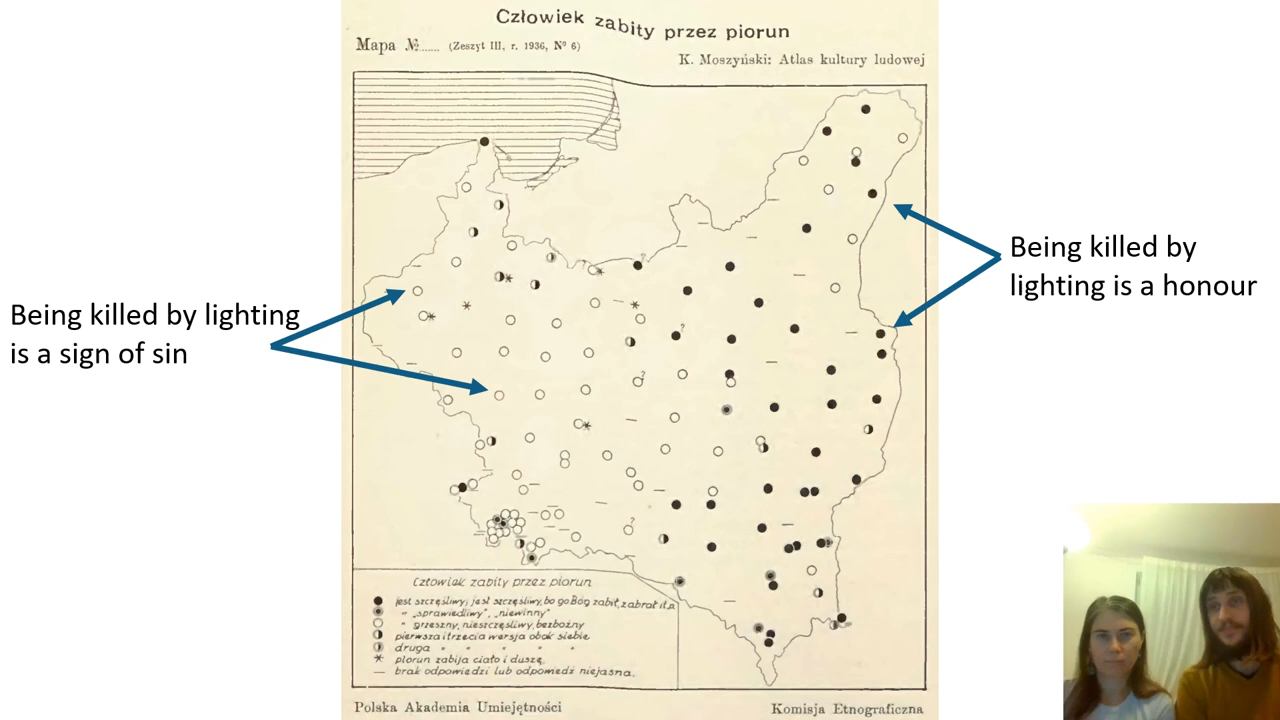 Człowiek zabity przez piorun
Mapa №...... (Zeszyt III, r. 1936, Nº 6)
K. Moszyński: Atlas kultury ludowej
Being killed by lighting
is a sign of sin
Being killed by
lighting is a honour
Człowiek zabity przez piorun
jest szczęśliwy; jest szczęśliwy, bo go Bóg zabił, zabrał it.p.
" „sprawiedliwy”, „niewinny”
" grzeszny, nieszczęśliwy, bezbożny
pierwsza i trzecia wersja obok siebie
druga " " " " "
piorun zabija ciało i duszę.
brak odpowiedzi lub odpowiedź niejasna.
Polska Akademia Umiejętności
Komisja Etnograficzna